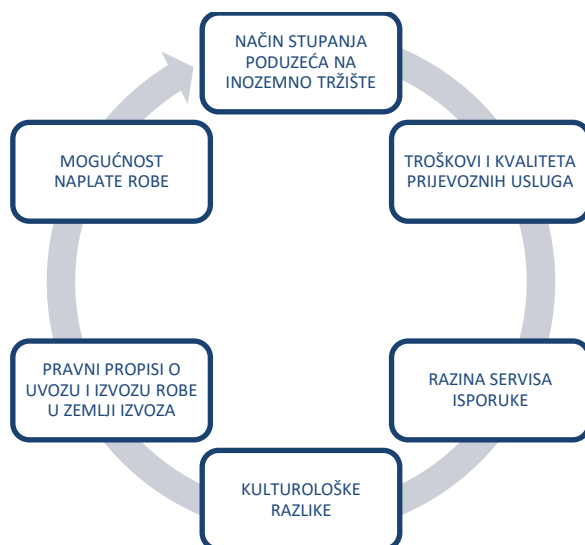 NAČIN STUPANJA
PODUZEĆA NA
INOZEMNO TRŽIŠTE
TROŠKOVI I KVALITETA
PRIJEVOZNIH USLUGA
RAZINA SERVISA
ISPORUKE
KULTUROLOŠKE
RAZLIKE
PRAVNI PROPISI O
UVOZU I IZVOZU ROBE
U ZEMLJI IZVOZA
MOGUĆNOST
NAPLATE ROBE